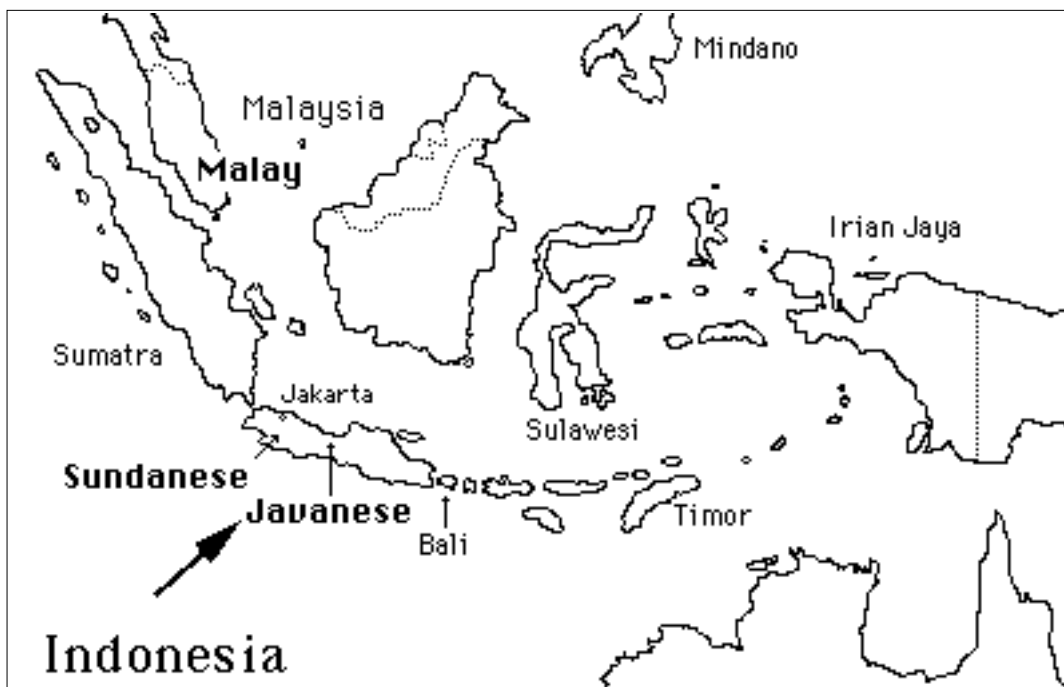 Mindano
Malaysia
Malay
Irian Jaya
Sumatra
Jakarta
Sulawesi
Sundanese
Javanese
Bali
Timor
Indonesia